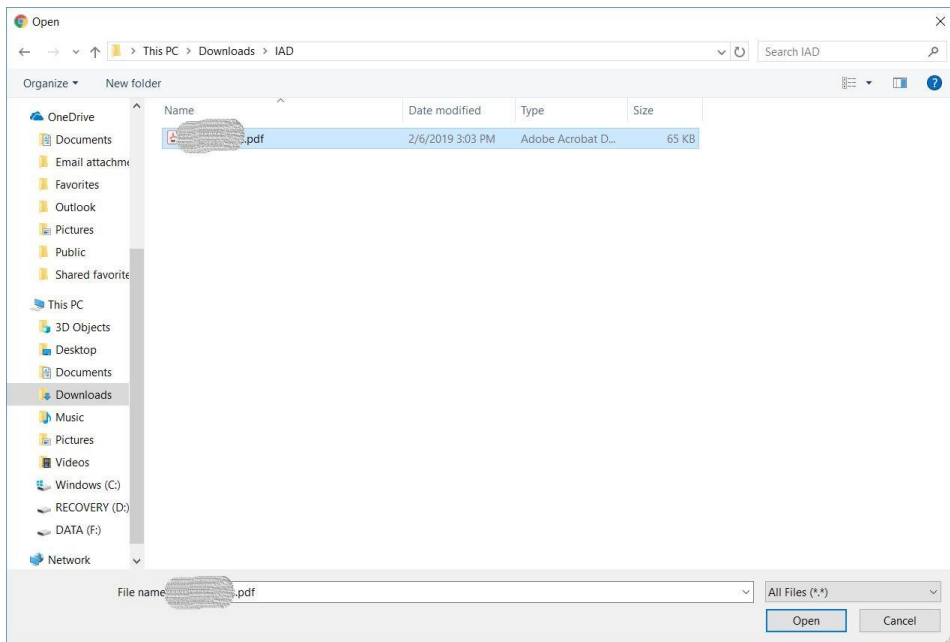 Open
This PC > Downloads > IAD
Search IAD
Organize
New folder
Name
Date modified
Type
Size
.pdf
2/6/2019 3:03 PM
Adobe Acrobat D...
65 KB
OneDrive
Documents
Email attachme
Favorites
Outlook
Pictures
Public
Shared favorite
This PC
3D Objects
Desktop
Documents
Downloads
Music
Pictures
Videos
Windows (C:)
RECOVERY (D:)
DATA (F:)
Network
File name
.pdf
All Files (*.*)
Open
Cancel